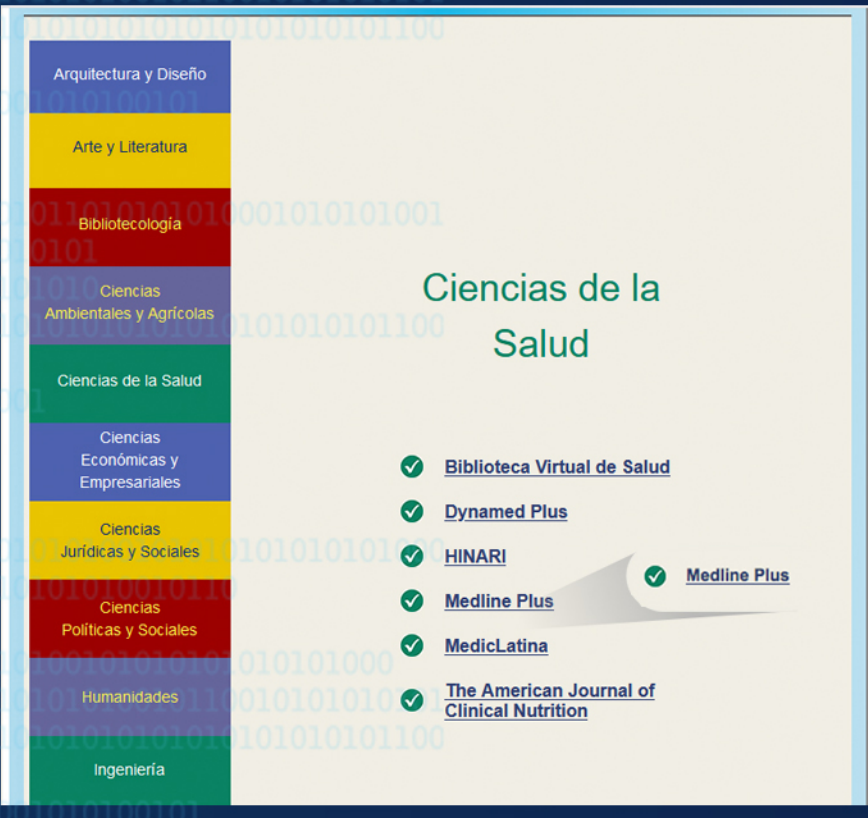 Arquitectura y Diseño
Arte y Literatura
Bibliotecología
Ciencias
Ambientales y Agrícolas
Ciencias de la Salud
Ciencias
Económicas y
Empresariales
Ciencias
Jurídicas y Sociales
Ciencias
Políticas y Sociales
Humanidades
Ingeniería
Ciencias de la
Salud
Biblioteca Virtual de Salud
Dynamed Plus
HINARI
Medline Plus
Medline Plus
MedicLatina
The American Journal of
Clinical Nutrition